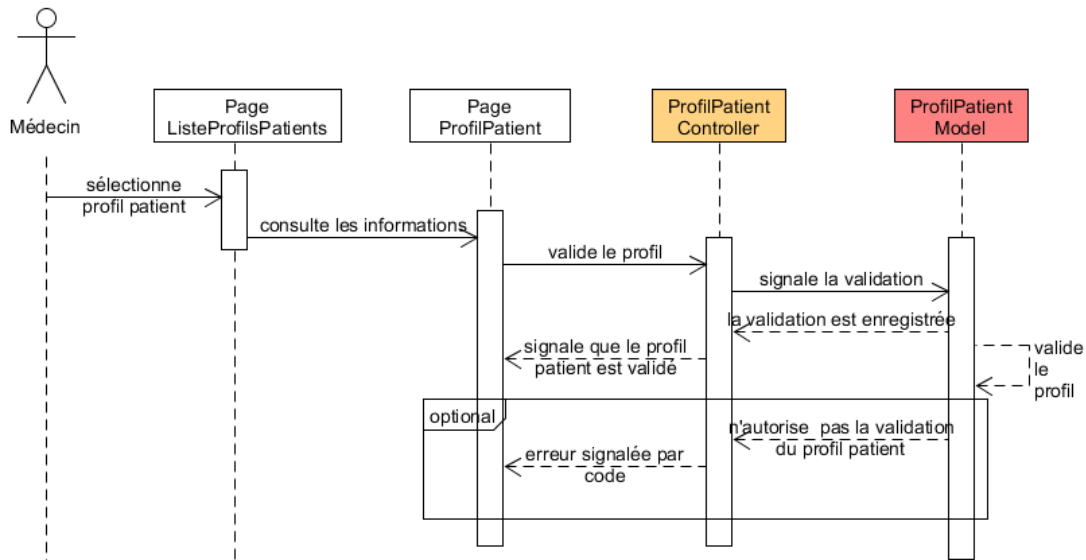 Médecin
Page
ListeProfilsPatients
Page
ProfilPatient
ProfilPatient
Controller
ProfilPatient
Model
sélectionne
profil patient
consulte les informations
valide le profil
signale la validation
la validation est enregistrée
signale que le profil
patient est validé
valide
le
profil
optional
n'autorise pas la validation
du profil patient
erreur signalée par
code